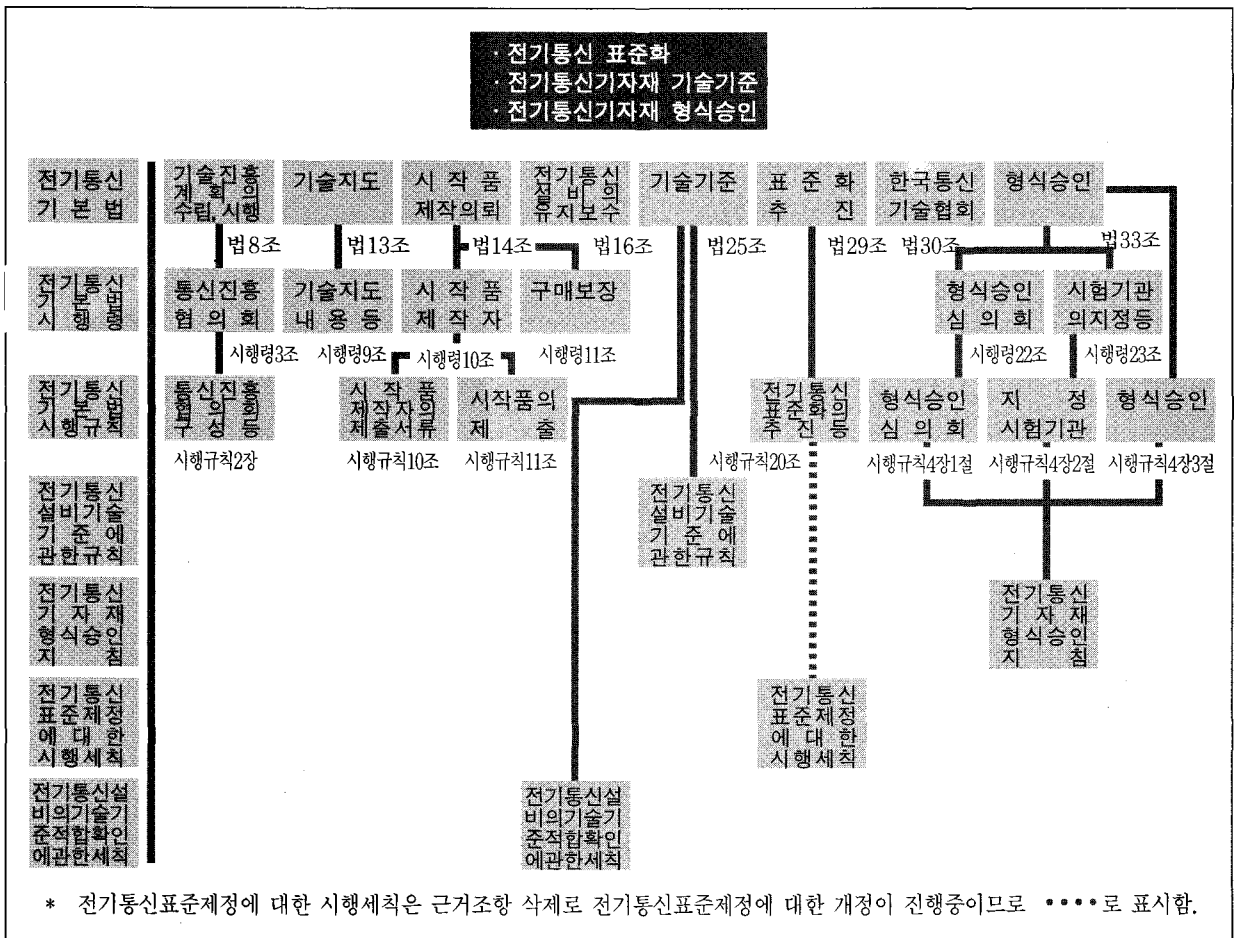 · 전기통신 표준화
· 전기통신기자재 기술기준
· 전기통신기자재 형식승인
전기통신
기 본 법
기술진흥
계 획 의
수립, 시행
기술지도
시 작 품
제작의뢰
전기통신
설 비 의
유지보수
기술기준
표 준 화
추 진
한국통신
기술협회
형식승인
법8조
법13조
법14조
법16조
법25조
법29조
법30조
법33조
전기통신
기 본 법
시 행 령
통신진흥
협 의 회
기술지도
내 용 등
시 작 품
제 작 자
구매보장
형식승인
심 의 회
시험기관
의지정등
시행령3조
시행령9조
시행령10조
시행령11조
시행령22조
시행령23조
전기통신
기 본 법
시행규칙
통신진흥
협 의 회
구 성 등
시 작 품
제작자의
제출서류
시작품의
제 출
전기통신
표준화의
추 진 등
형식승인
심 의 회
지 정
시험기관
형식승인
시행규칙2장
시행규칙10조
시행규칙11조
시행규칙20조
시행규칙4장1절
시행규칙4장2절
시행규칙4장3절
전기통신
설비기술
기 준 에
관한규칙
전기통신
설비기술
기 준 에
관한규칙
전기통신
기 자 재
형식승인
지 침
전기통신
기 자 재
형식승인
지 침
전기통신
표준제정
에 대 한
시행세칙
전기통신
표준제정
에 대 한
시행세칙
전기통신설
비의기술기
준적합확인
에관한세칙
전기통신설
비의기술기
준적합확인
에관한세칙
* 전기통신표준제정에 대한 시행세칙은 근거조항 삭제로 전기통신표준제정에 대한 개정이 진행중이므로 ••••로 표시함.